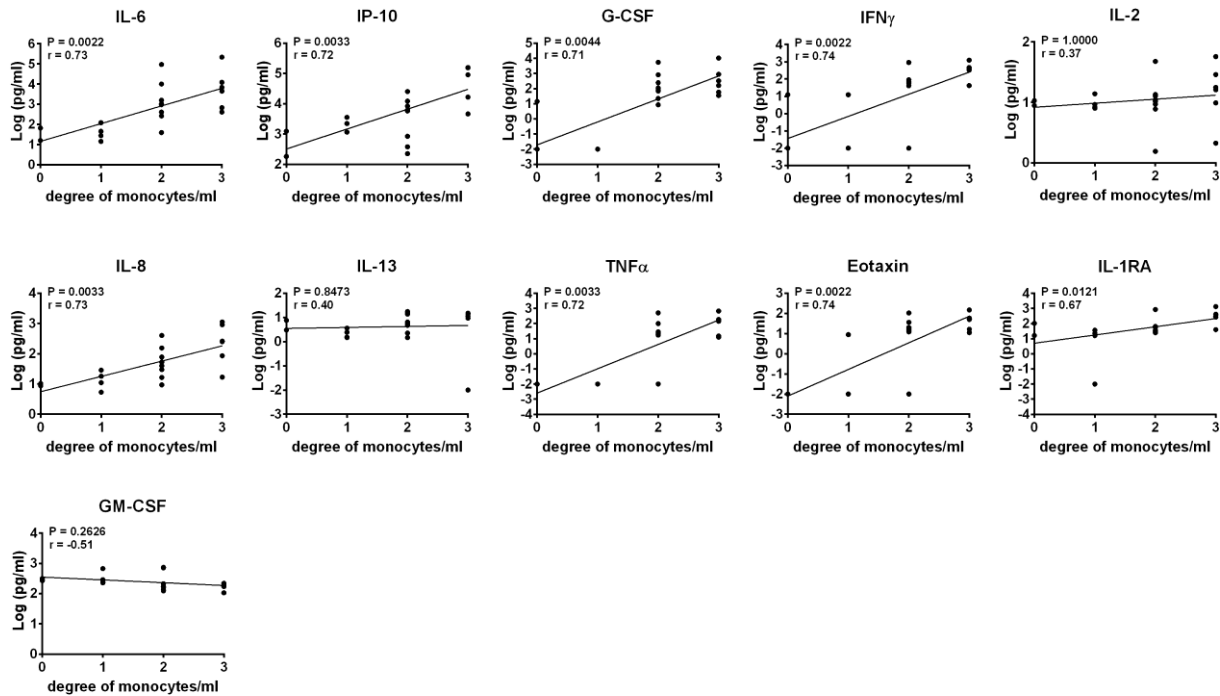 IL-6
P = 0.0022
r = 0.73
Log (pg/ml)
6
5
4
3
2
1
0
0 1 2 3
degree of monocytes/ml
IP-10
P = 0.0033
r = 0.72
Log (pg/ml)
6
5
4
3
2
0 1 2 3
degree of monocytes/ml
G-CSF
P = 0.0044
r = 0.71
Log (pg/ml)
5
4
3
2
1
0
-1
-2
0 1 2 3
degree of monocytes/ml
IFNγ
P = 0.0022
r = 0.74
Log (pg/ml)
4
3
2
1
0
-1
-2
-3
0 1 2 3
degree of monocytes/ml
IL-2
P = 1.0000
r = 0.37
Log (pg/ml)
2
1
0
0 1 2 3
degree of monocytes/ml
IL-8
P = 0.0033
r = 0.73
Log (pg/ml)
4
3
2
1
0
0 1 2 3
degree of monocytes/ml
IL-13
P = 0.8473
r = 0.40
Log (pg/ml)
2
1
0
-1
-2
-3
0 1 2 3
degree of monocytes/ml
TNFα
P = 0.0033
r = 0.72
Log (pg/ml)
4
3
2
1
0
-1
-2
-3
-4
0 1 2 3
degree of monocytes/ml
Eotaxin
P = 0.0022
r = 0.74
Log (pg/ml)
3
2
1
0
-1
-2
-3
0 1 2 3
degree of monocytes/ml
IL-1RA
P = 0.0121
r = 0.67
Log (pg/ml)
4
3
2
1
0
-1
-2
-3
-4
0 1 2 3
degree of monocytes/ml
GM-CSF
P = 0.2626
r = -0.51
Log (pg/ml)
4
3
2
1
0
0 1 2 3
degree of monocytes/ml